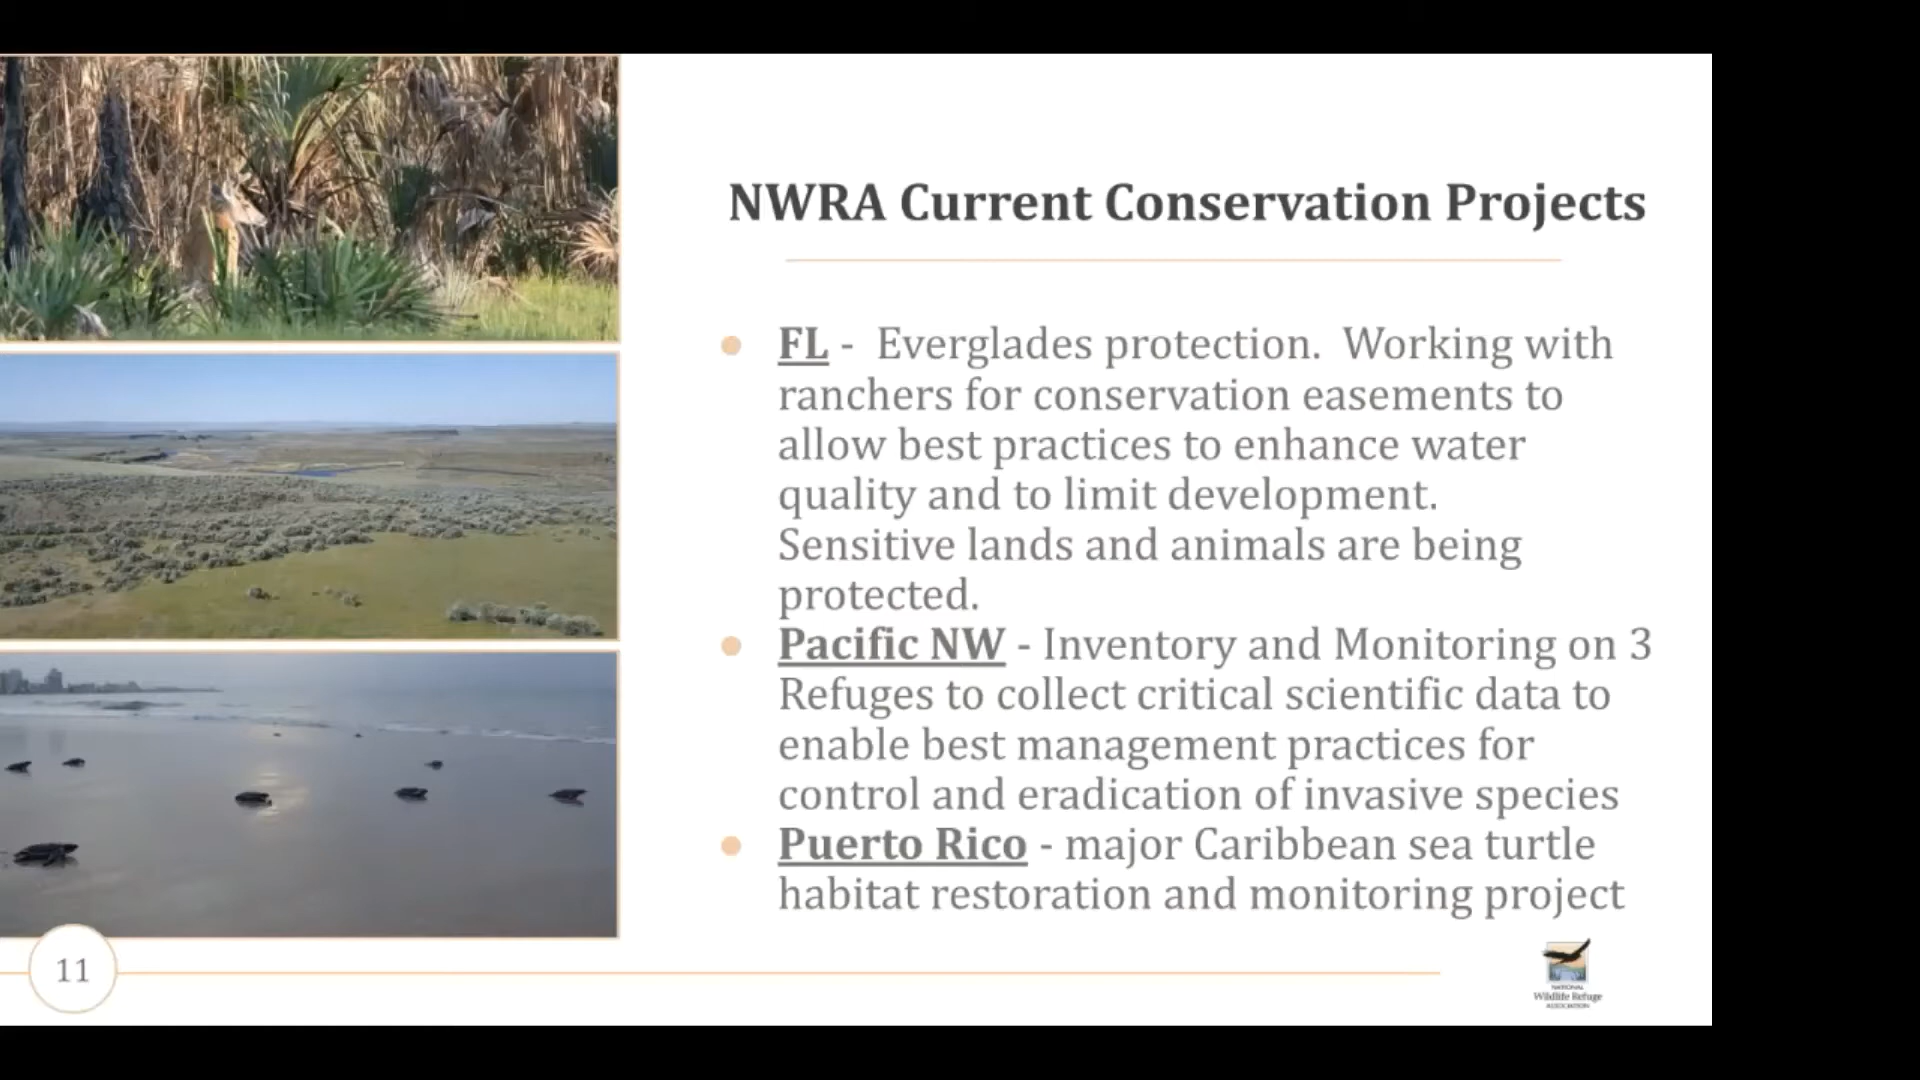 NWRA Current Conservation Projects
FL - Everglades protection. Working with
ranchers for conservation easements to
allow best practices to enhance water
quality and to limit development.
Sensitive lands and animals are being
protected.
Pacific NW - Inventory and Monitoring on 3
Refuges to collect critical scientific data to
enable best management practices for
control and eradication of invasive species
Puerto Rico - major Caribbean sea turtle
habitat restoration and monitoring project
11
NATIONAL
Wildlife Refuge
ASSOCIATION